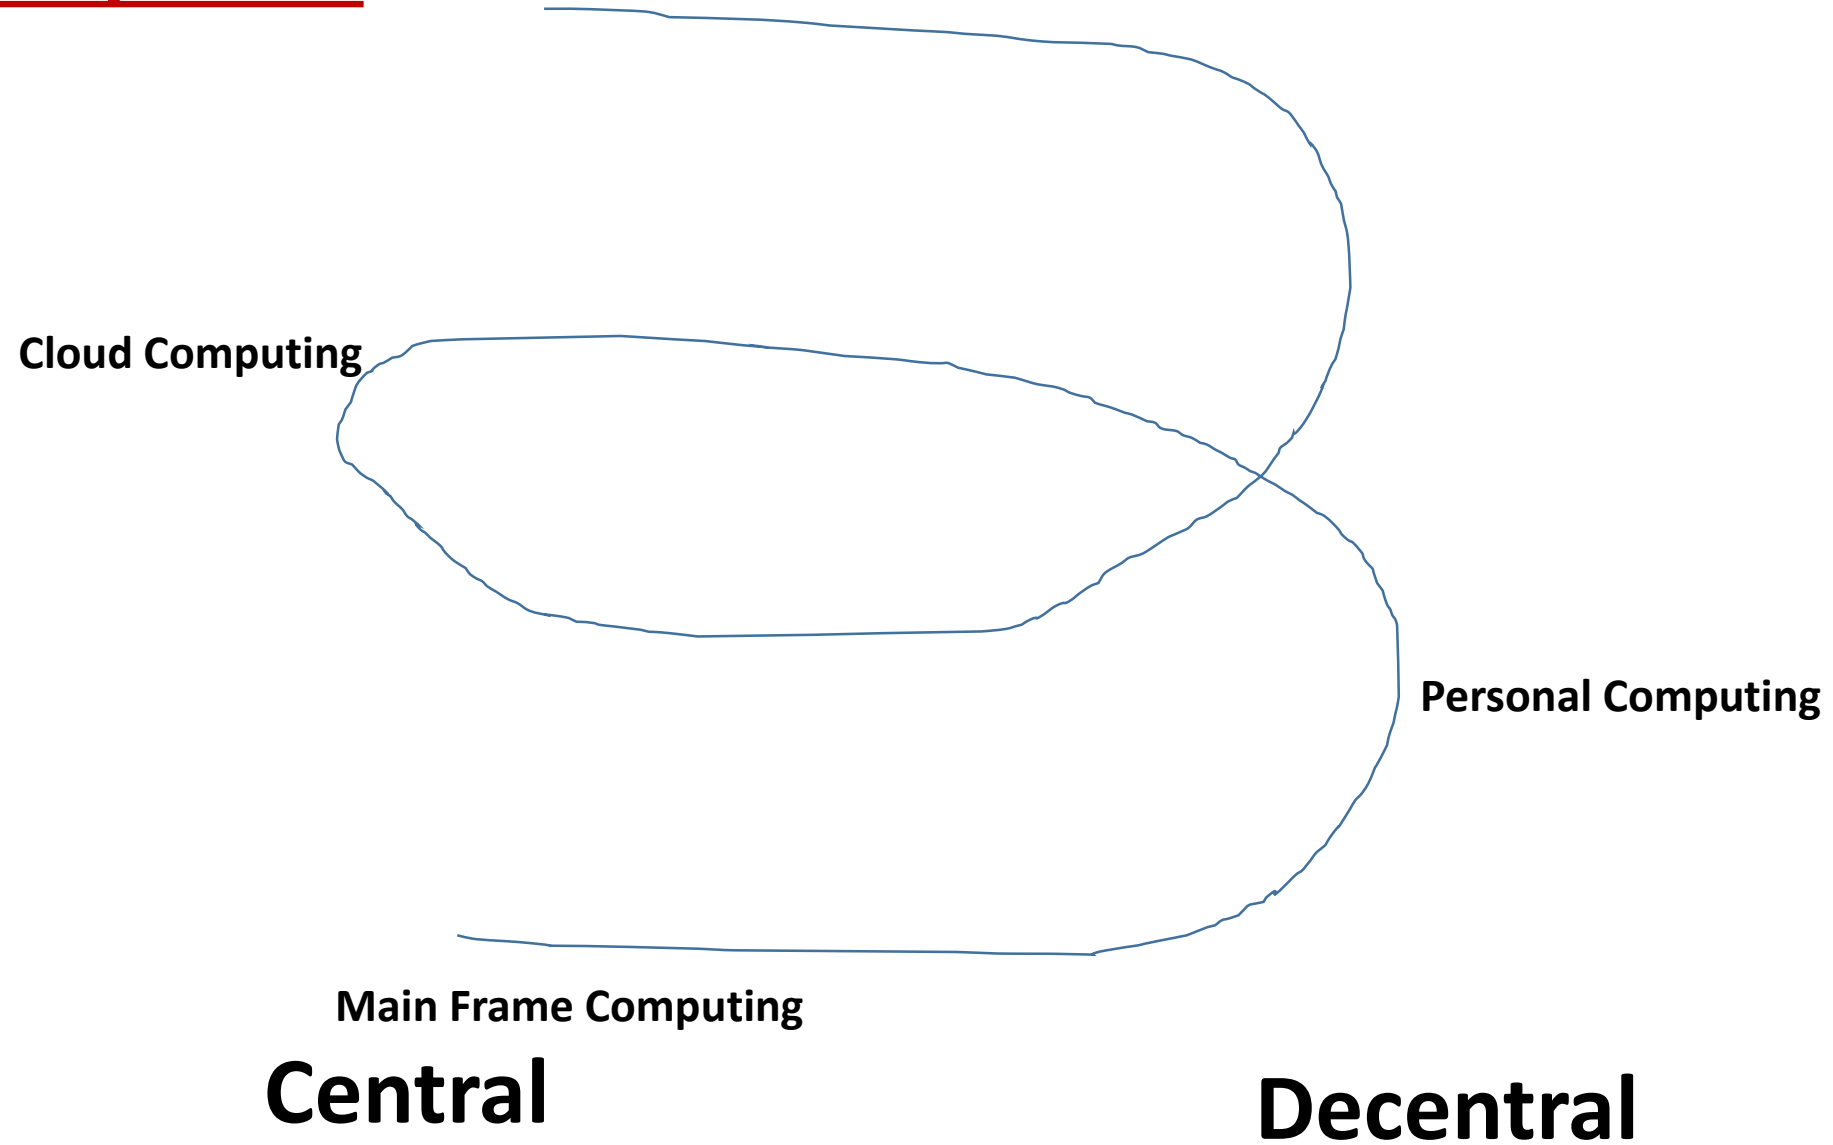 Cloud Computing
Personal Computing
Main Frame Computing
Central
Decentral